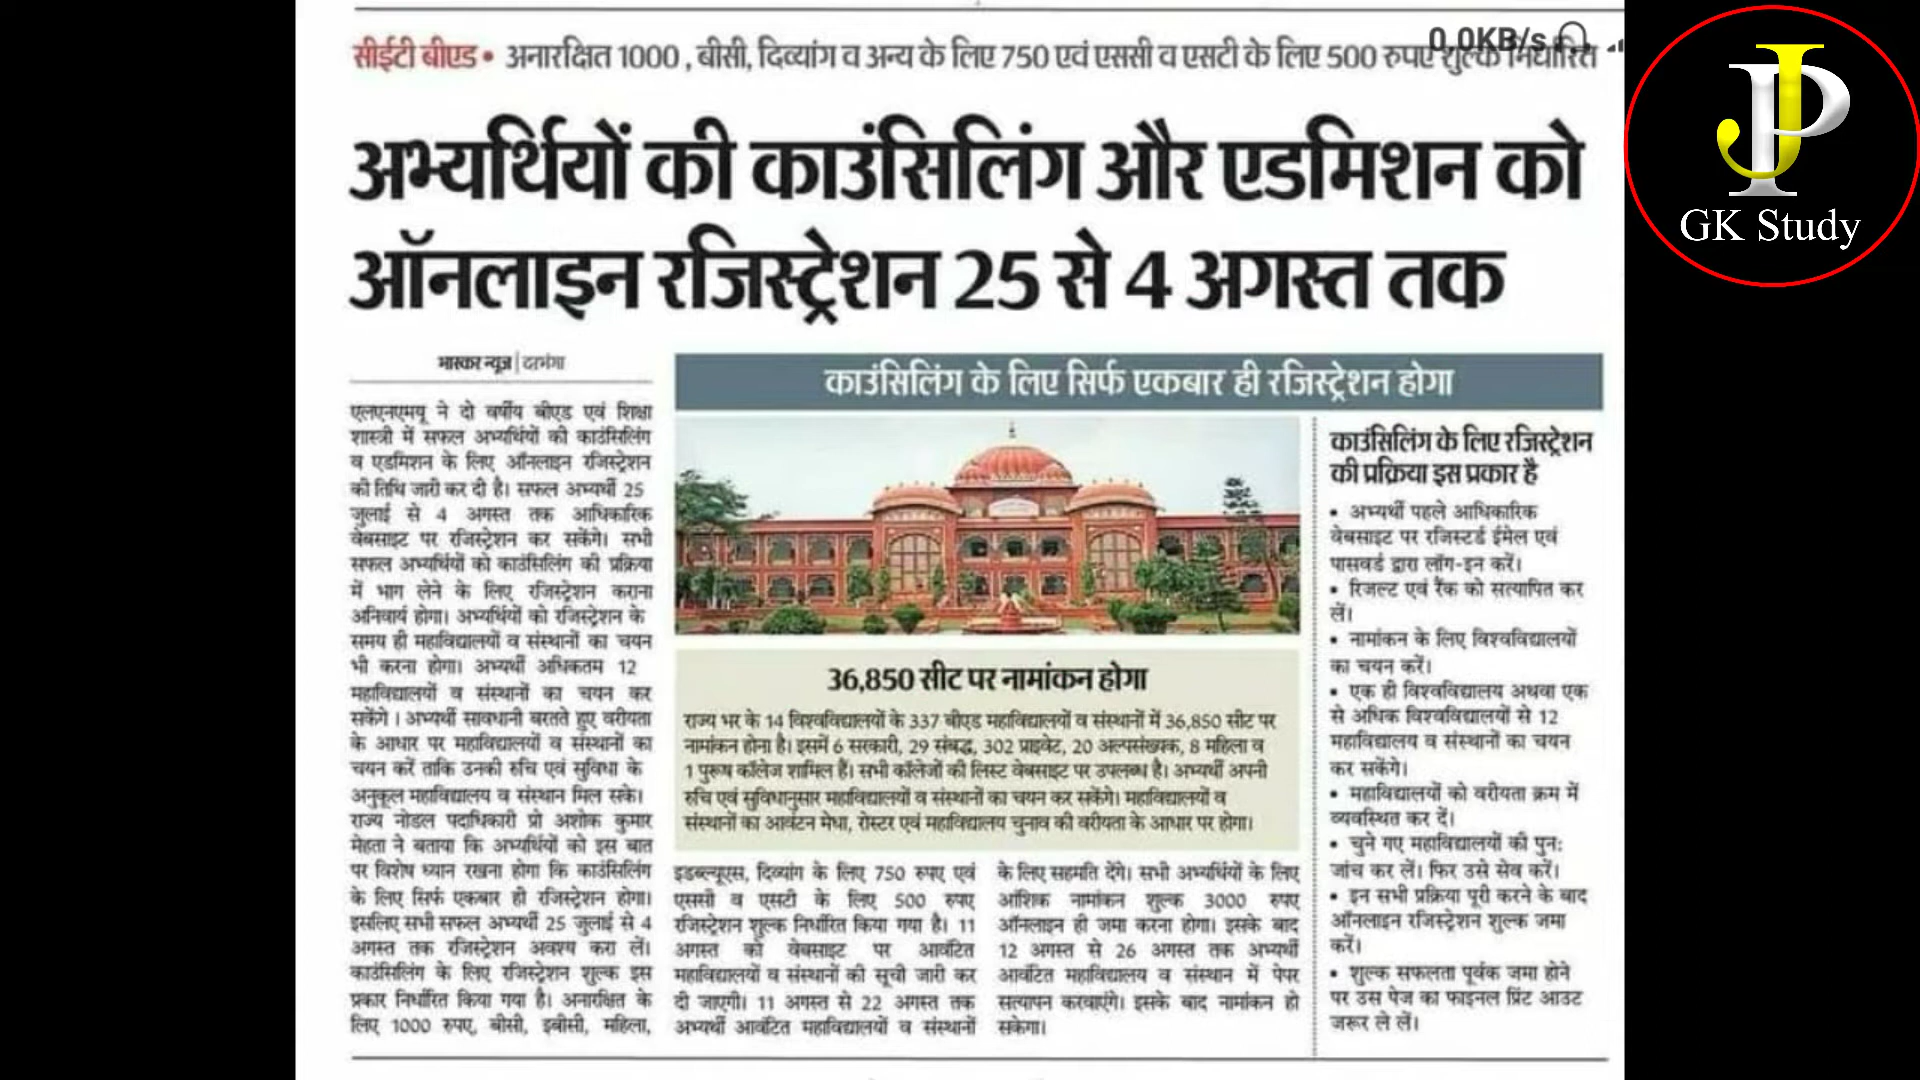 सीईटी बीएड • अनारक्षित 1000 , बीसी, दिव्यांग व अन्य के लिए 750 एवं एससी व एसटी के लिए 500 रुपए शुल्क निर्धारित
0.0KB/s
अभ्यर्थियों की काउंसिलिंग और एडमिशन को
ऑनलाइन रजिस्ट्रेशन 25 से 4 अगस्त तक
JP
GK Study
भास्कर न्यूज | दरभंगा
एलएनएमयू ने दो वर्षीय बीएड एवं शिक्षा
शास्त्री में सफल अभ्यर्थियों की काउंसिलिंग
व एडमिशन के लिए ऑनलाइन रजिस्ट्रेशन
की तिथि जारी कर दी है। सफल अभ्यर्थी 25
जुलाई से 4 अगस्त तक आधिकारिक
वेबसाइट पर रजिस्ट्रेशन कर सकेंगे। सभी
सफल अभ्यर्थियों को काउंसिलिंग की प्रक्रिया
में भाग लेने के लिए रजिस्ट्रेशन कराना
अनिवार्य होगा। अभ्यर्थियों को रजिस्ट्रेशन के
समय ही महाविद्यालयों व संस्थानों का चयन
भी करना होगा। अभ्यर्थी अधिकतम 12
महाविद्यालयों व संस्थानों का चयन कर
सकेंगे । अभ्यर्थी सावधानी बरतते हुए वरीयता
के आधार पर महाविद्यालयों व संस्थानों का
चयन करें ताकि उनकी रुचि एवं सुविधा के
अनुकूल महाविद्यालय व संस्थान मिल सके।
राज्य नोडल पदाधिकारी प्रो अशोक कुमार
मेहता ने बताया कि अभ्यर्थियों को इस बात
पर विशेष ध्यान रखना होगा कि काउंसिलिंग
के लिए सिर्फ एकबार ही रजिस्ट्रेशन होगा।
इसलिए सभी सफल अभ्यर्थी 25 जुलाई से 4
अगस्त तक रजिस्ट्रेशन अवश्य करा लें।
काउंसिलिंग के लिए रजिस्ट्रेशन शुल्क इस
प्रकार निर्धारित किया गया है। अनारक्षित के
लिए 1000 रुपए, बीसी, इबीसी, महिला,
काउंसिलिंग के लिए सिर्फ एकबार ही रजिस्ट्रेशन होगा
36,850 सीट पर नामांकन होगा
राज्य भर के 14 विश्वविद्यालयों के 337 बीएड महाविद्यालयों व संस्थानों में 36,850 सीट पर
नामांकन होना है। इसमें 6 सरकारी, 29 संबद्ध, 302 प्राइवेट, 20 अल्पसंख्यक, 8 महिला व
1 पुरूष कॉलेज शामिल हैं। सभी कॉलेजों की लिस्ट वेबसाइट पर उपलब्ध है। अभ्यर्थी अपनी
रुचि एवं सुविधानुसार महाविद्यालयों व संस्थानों का चयन कर सकेंगे। महाविद्यालयों व
संस्थानों का आवंटन मेधा, रोस्टर एवं महाविद्यालय चुनाव की वरीयता के आधार पर होगा।
इडब्ल्यूएस, दिव्यांग के लिए 750 रुपए एवं
एससी व एसटी के लिए 500 रुपए
रजिस्ट्रेशन शुल्क निर्धारित किया गया है। 11
अगस्त को वेबसाइट पर आवंटित
महाविद्यालयों व संस्थानों की सूची जारी कर
दी जाएगी। 11 अगस्त से 22 अगस्त तक
अभ्यर्थी आवंटित महाविद्यालयों व संस्थानों
के लिए सहमति देंगे। सभी अभ्यर्थियों के लिए
आंशिक नामांकन शुल्क 3000 रुपए
ऑनलाइन ही जमा करना होगा। इसके बाद
12 अगस्त से 26 अगस्त तक अभ्यर्थी
आवंटित महाविद्यालय व संस्थान में पेपर
सत्यापन करवाएंगे। इसके बाद नामांकन हो
सकेगा।
काउंसिलिंग के लिए रजिस्ट्रेशन
की प्रक्रिया इस प्रकार है
• अभ्यर्थी पहले आधिकारिक
वेबसाइट पर रजिस्टर्ड ईमेल एवं
पासवर्ड द्वारा लॉग-इन करें।
• रिजल्ट एवं रैंक को सत्यापित कर
लें।
• नामांकन के लिए विश्वविद्यालयों
का चयन करें।
• एक ही विश्वविद्यालय अथवा एक
से अधिक विश्वविद्यालयों से 12
महाविद्यालय व संस्थानों का चयन
कर सकेंगे।
• महाविद्यालयों को वरीयता क्रम में
व्यवस्थित कर दें।
• चुने गए महाविद्यालयों की पुन:
जांच कर लें। फिर उसे सेव करें।
• इन सभी प्रक्रिया पूरी करने के बाद
ऑनलाइन रजिस्ट्रेशन शुल्क जमा
करें।
• शुल्क सफलता पूर्वक जमा होने
पर उस पेज का फाइनल प्रिंट आउट
जरूर ले लें।